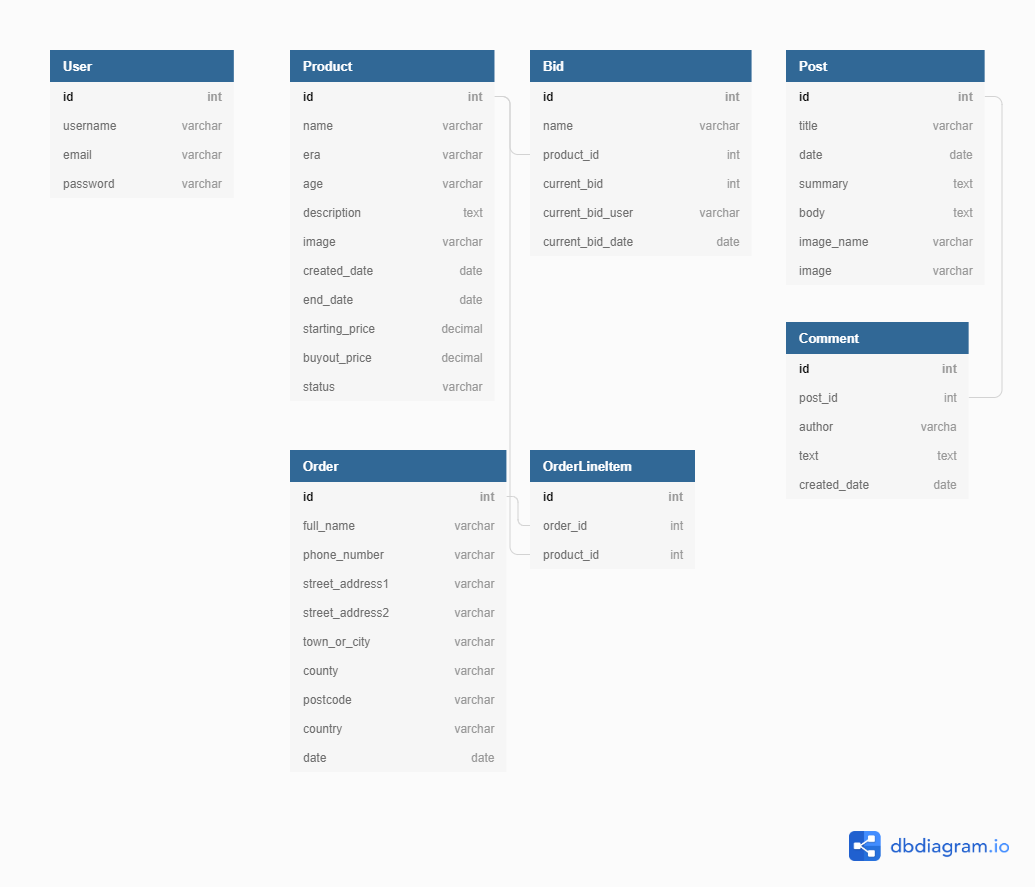 User
id int
username varchar
email varchar
password varchar
Product
id int
name varchar
era varchar
age varchar
description text
image varchar
created_date date
end_date date
starting_price decimal
buyout_price decimal
status varchar
Bid
id int
name varchar
product_id int
current_bid int
current_bid_user varchar
current_bid_date date
Post
id int
title varchar
date date
summary text
body text
image_name varchar
image varchar
Comment
id int
post_id int
author varcha
text text
created_date date
Order
id int
full_name varchar
phone_number varchar
street_address1 varchar
street_address2 varchar
town_or_city varchar
county varchar
postcode varchar
country varchar
date date
OrderLineItem
id int
order_id int
product_id int
dbdiagram.io